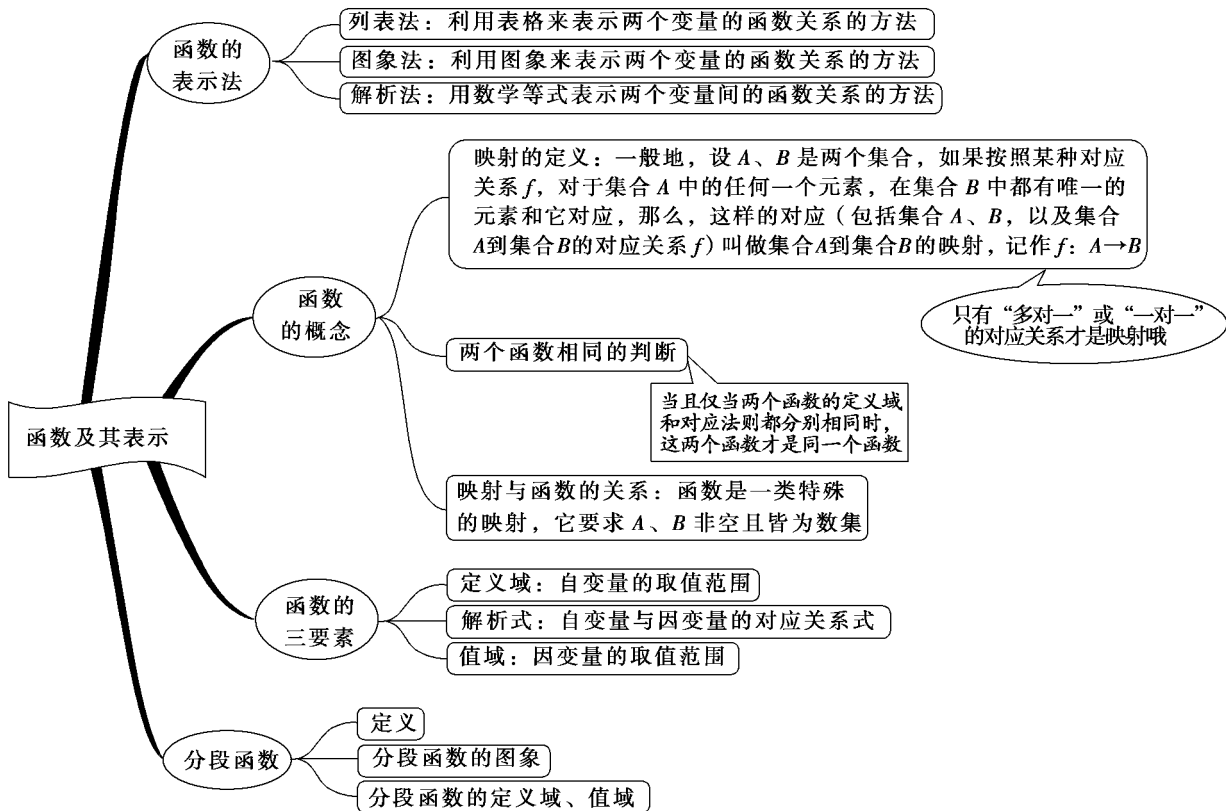 函数及其表示
函数的
表示法
列表法：利用表格来表示两个变量的函数关系的方法
图象法：利用图象来表示两个变量的函数关系的方法
解析法：用数学等式表示两个变量间的函数关系的方法
函数
的概念
映射的定义：一般地，设 A、B 是两个集合，如果按照某种对应
关系 f，对于集合 A 中的任何一个元素，在集合 B 中都有唯一的
元素和它对应，那么，这样的对应（包括集合 A、B，以及集合
A到集合B的对应关系 f）叫做集合A到集合B的映射，记作 f：A→B
只有“多对一”或“一对一”
的对应关系才是映射哦
两个函数相同的判断
当且仅当两个函数的定义域
和对应法则都分别相同时，
这两个函数才是同一个函数
映射与函数的关系：函数是一类特殊
的映射，它要求 A、B 非空且皆为数集
函数的
三要素
定义域：自变量的取值范围
解析式：自变量与因变量的对应关系式
值域：因变量的取值范围
分段函数
定义
分段函数的图象
分段函数的定义域、值域